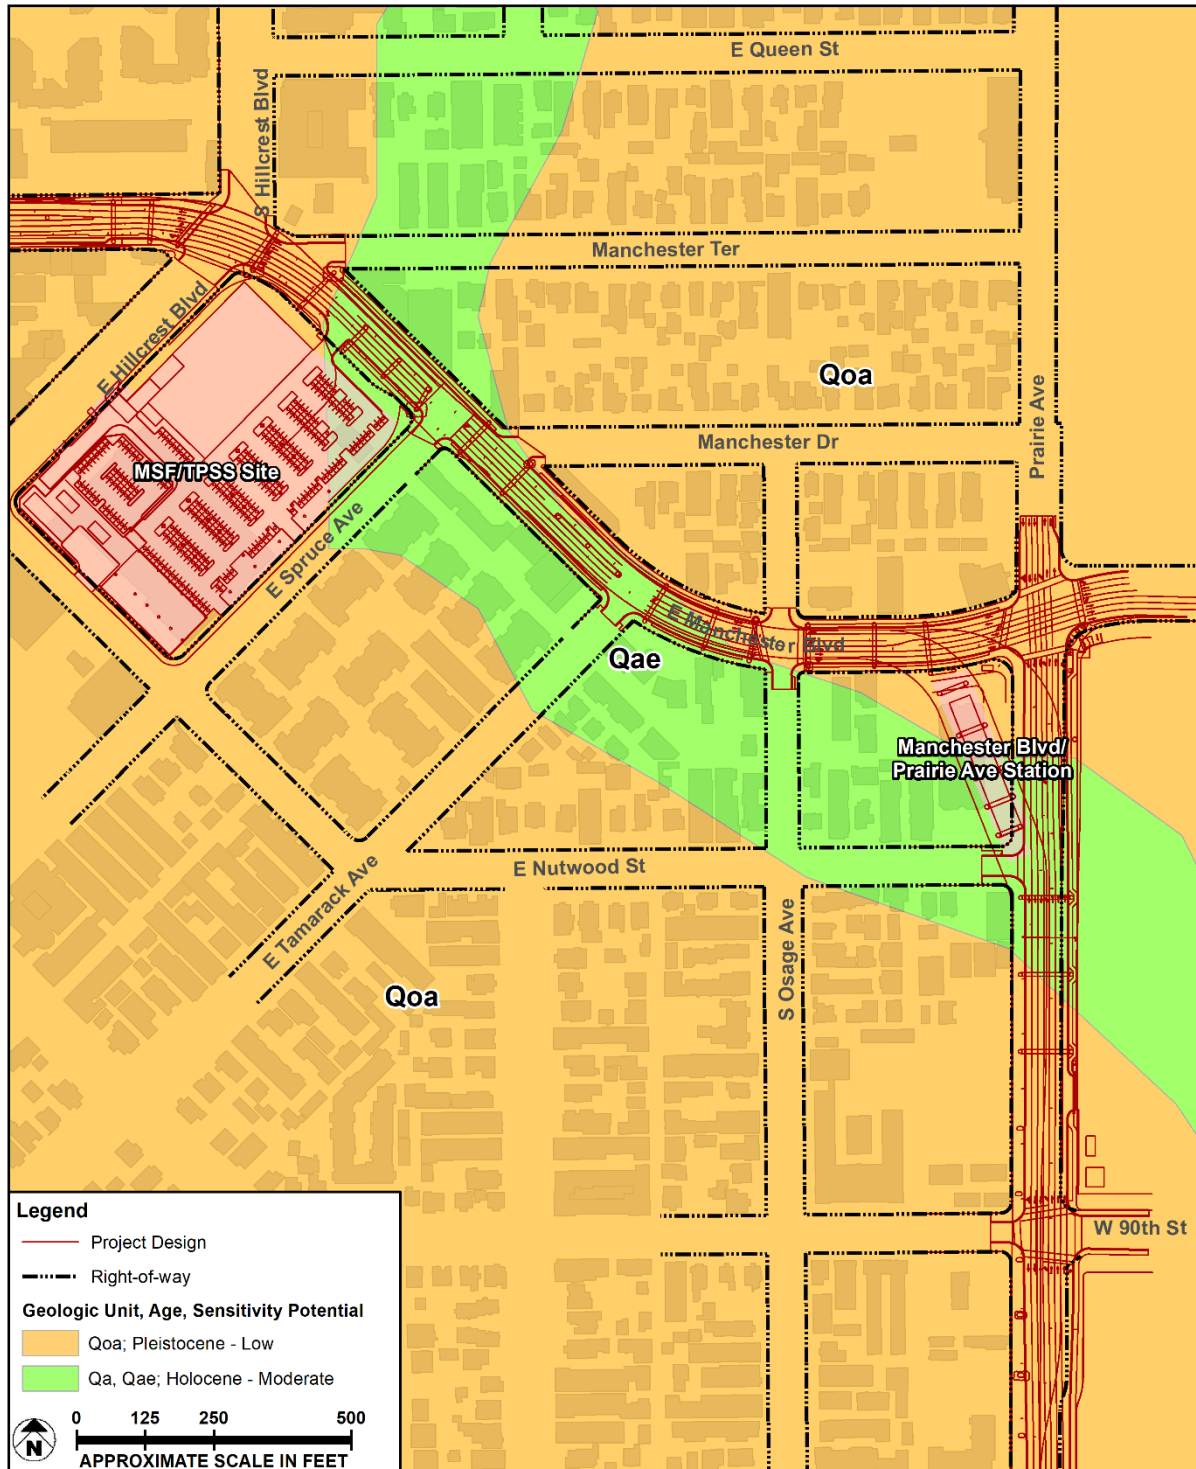 E Queen St
S Hillcrest Blvd
Manchester Ter
E Hillcrest Blvd
Qoa
Prairie Ave
Manchester Dr
MSF/TPSS Site
E Spruce Ave
E Manchester Blvd
Qae
Manchester Blvd/
Prairie Ave Station
E Nutwood St
E Tamarack Ave
S Osage Ave
Qoa
W 90th St
Legend
Project Design
Right-of-way
Geologic Unit, Age, Sensitivity Potential
Qoa; Pleistocene - Low
Qa, Qae; Holocene - Moderate
N
0 125 250 500
APPROXIMATE SCALE IN FEET